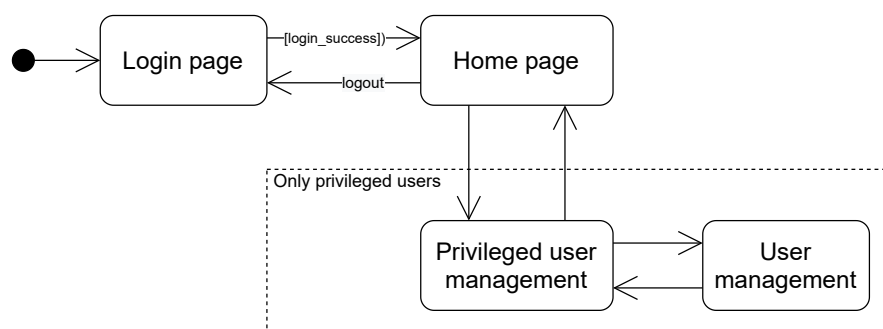 Login page
[login_success])
Home page
logout
Only privileged users
Privileged user
management
User
management